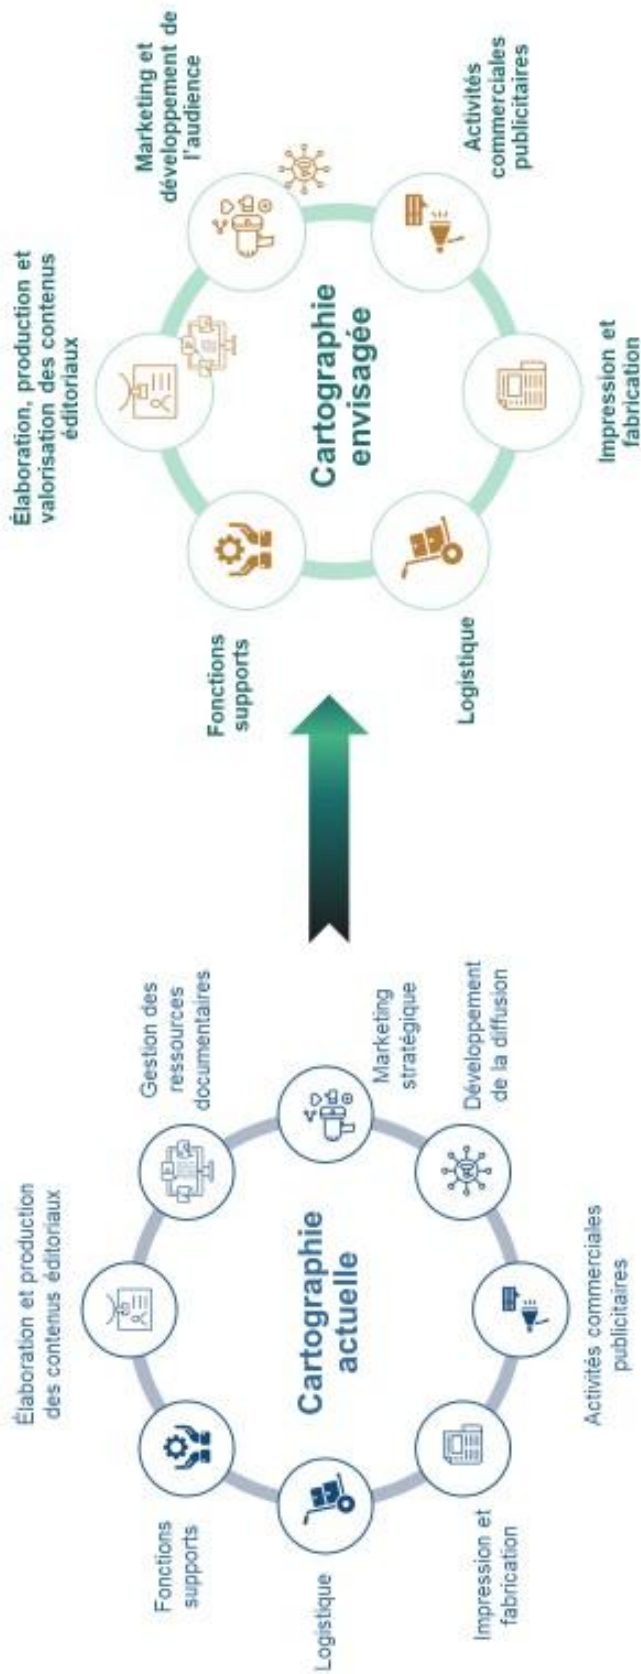 Élaboration et production
des contenus éditoriaux
Gestion des
ressources
documentaires
Marketing
stratégique
Développement
de la diffusion
Activités commerciales
publicitaires
Impression et
fabrication
Logistique
Fonctions
supports
Cartographie
actuelle
Élaboration, production et
valorisation des contenus
éditoriaux
Marketing et
développement de
l'audience
Activités
commerciales
publicitaires
Impression et
fabrication
Logistique
Fonctions
supports
Cartographie
envisagée